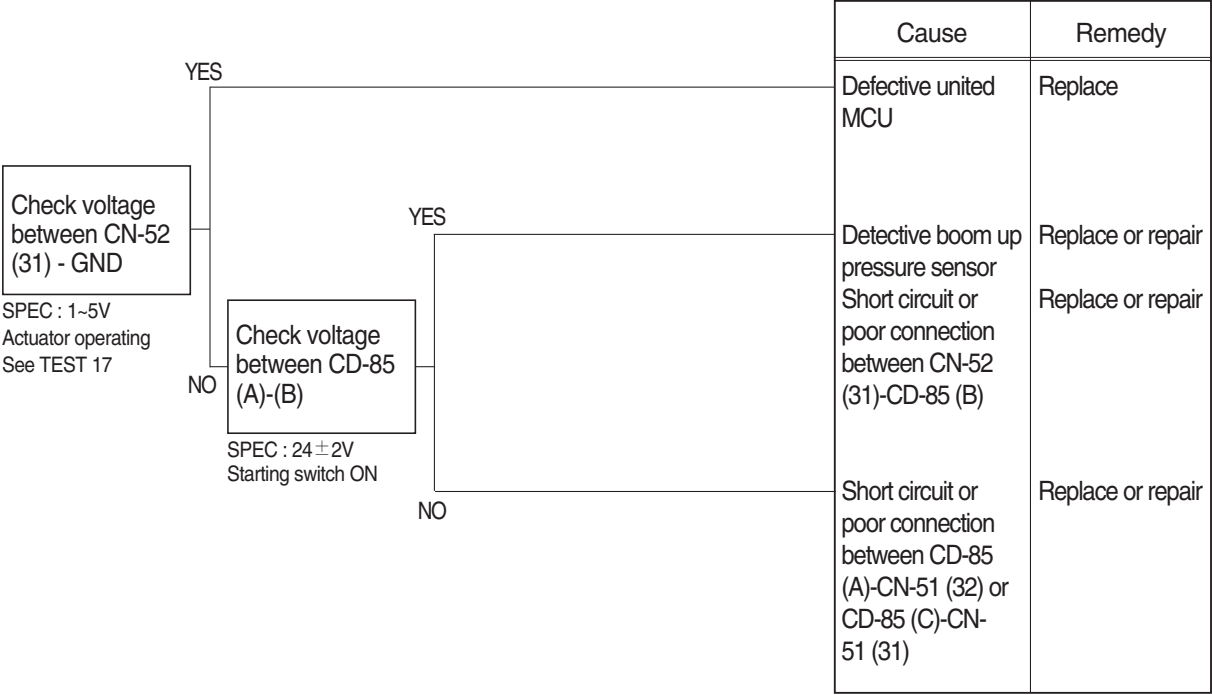 Cause
Remedy
YES
Defective united
MCU
Replace
Check voltage
between CN-52
(31) - GND
SPEC : 1~5V
Actuator operating
See TEST 17
NO
YES
Detective boom up
pressure sensor
Replace or repair
Short circuit or
poor connection
between CN-52
(31)-CD-85 (B)
Replace or repair
Check voltage
between CD-85
(A)-(B)
SPEC : 24±2V
Starting switch ON
NO
Short circuit or
poor connection
between CD-85
(A)-CN-51 (32) or
CD-85 (C)-CN-
51 (31)
Replace or repair